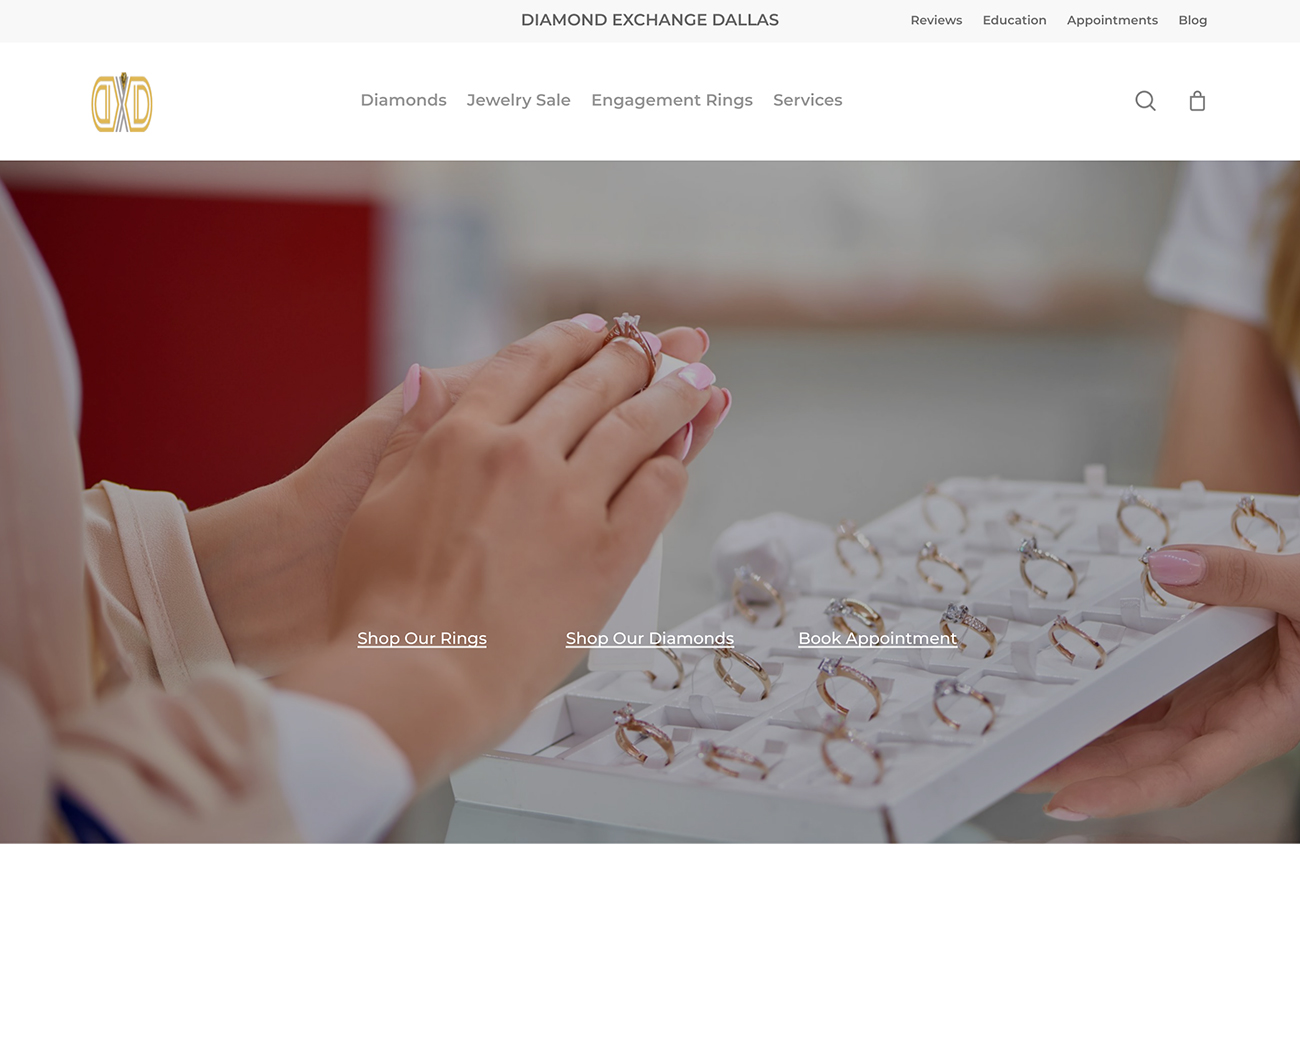 DIAMOND EXCHANGE DALLAS
Reviews Education Appointments Blog
DXD
Diamonds Jewelry Sale Engagement Rings Services
Shop Our Rings Shop Our Diamonds Book Appointment